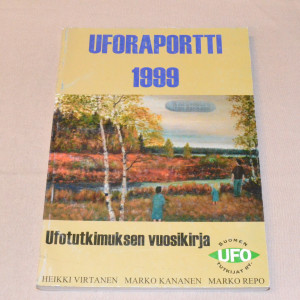 UFORAPORTTI
1999
Ufotutkimuksen vuosikirja
SUOMEN
UFO
TUTKIJAT RY.
HEIKKI VIRTANEN MARKO KANANEN MARKO REPO